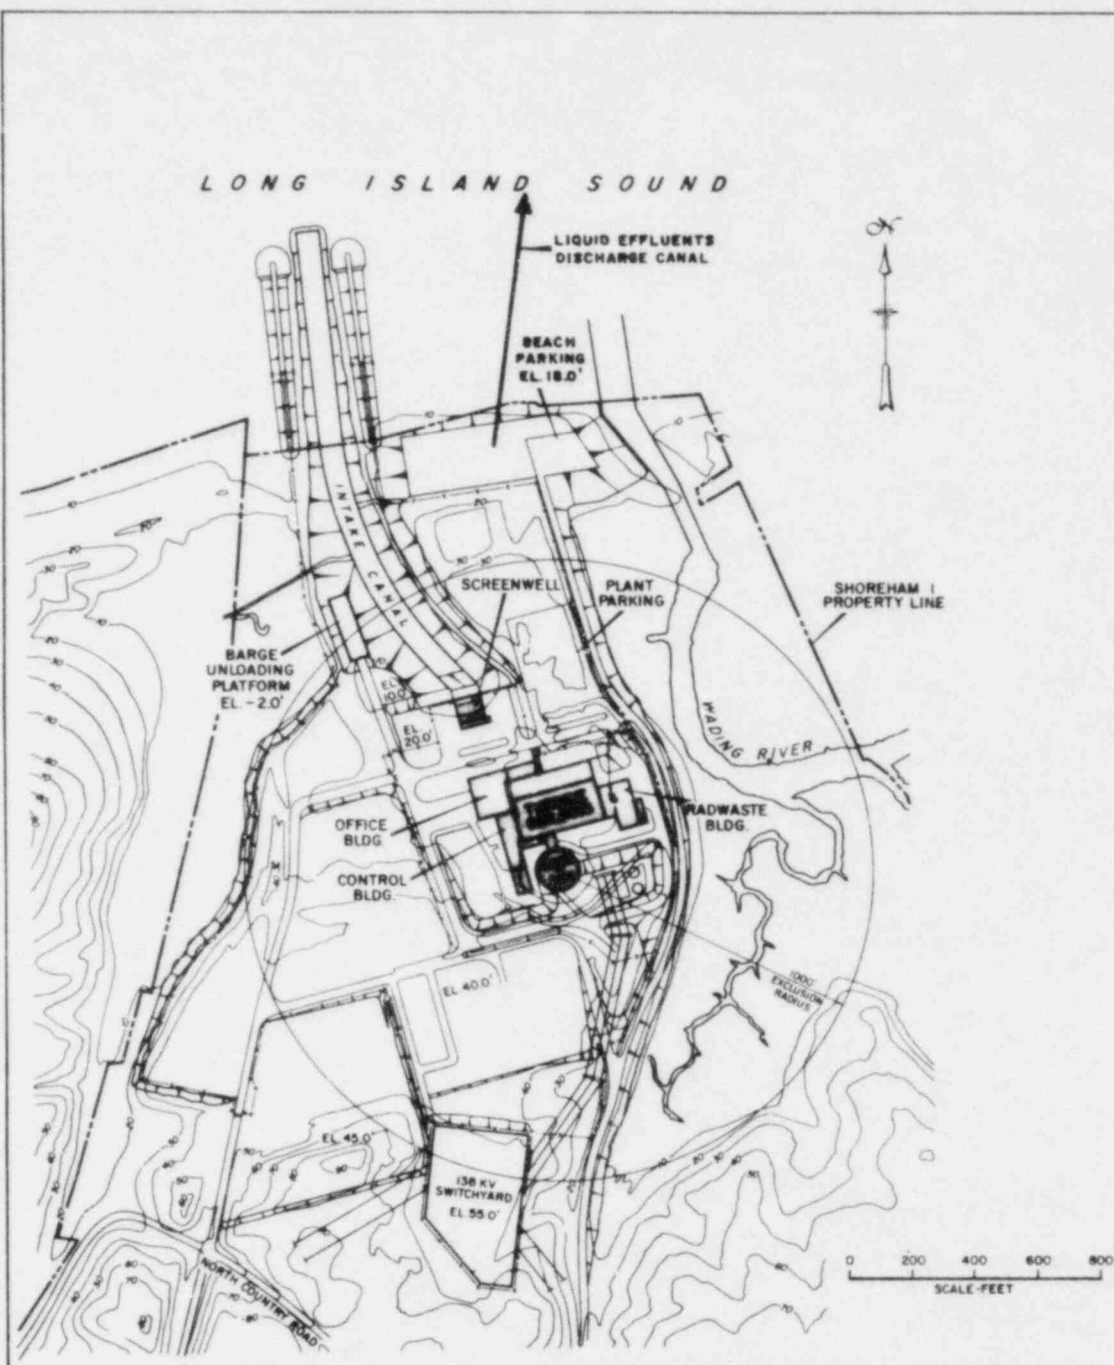 LONG ISLAND SOUND
LIQUID EFFLUENTS
DISCHARGE CANAL
BEACH
PARKING
EL. 18.0'
INTAKE CANAL
SCREENWELL
PLANT
PARKING
SHOREHAM 1
PROPERTY LINE
BARGE
UNLOADING
PLATFORM
EL. -2.0'
EL.
10.0'
EL.
20.0'
WADING RIVER
OFFICE
BLDG.
RADWASTE
BLDG.
CONTROL
BLDG.
EL. 40.0'
1000'
EXCLUSION
RADIUS
EL. 45.0'
138 KV
SWITCHYARD
EL. 55.0'
NORTH COUNTRY ROAD
0 200 400 600 800
SCALE-FEET